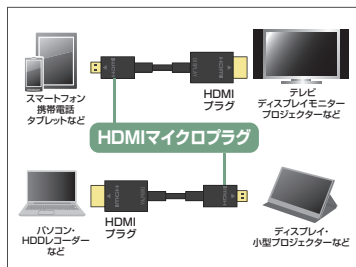 スマートフォン
携帯電話
タブレットなど
HDMI
プラグ
テレビ
ディスプレイモニター
プロジェクターなど
HDMIマイクロプラグ
パソコン・
HDDレコーダー
など
HDMI
プラグ
ディスプレイ・
小型プロジェクターなど